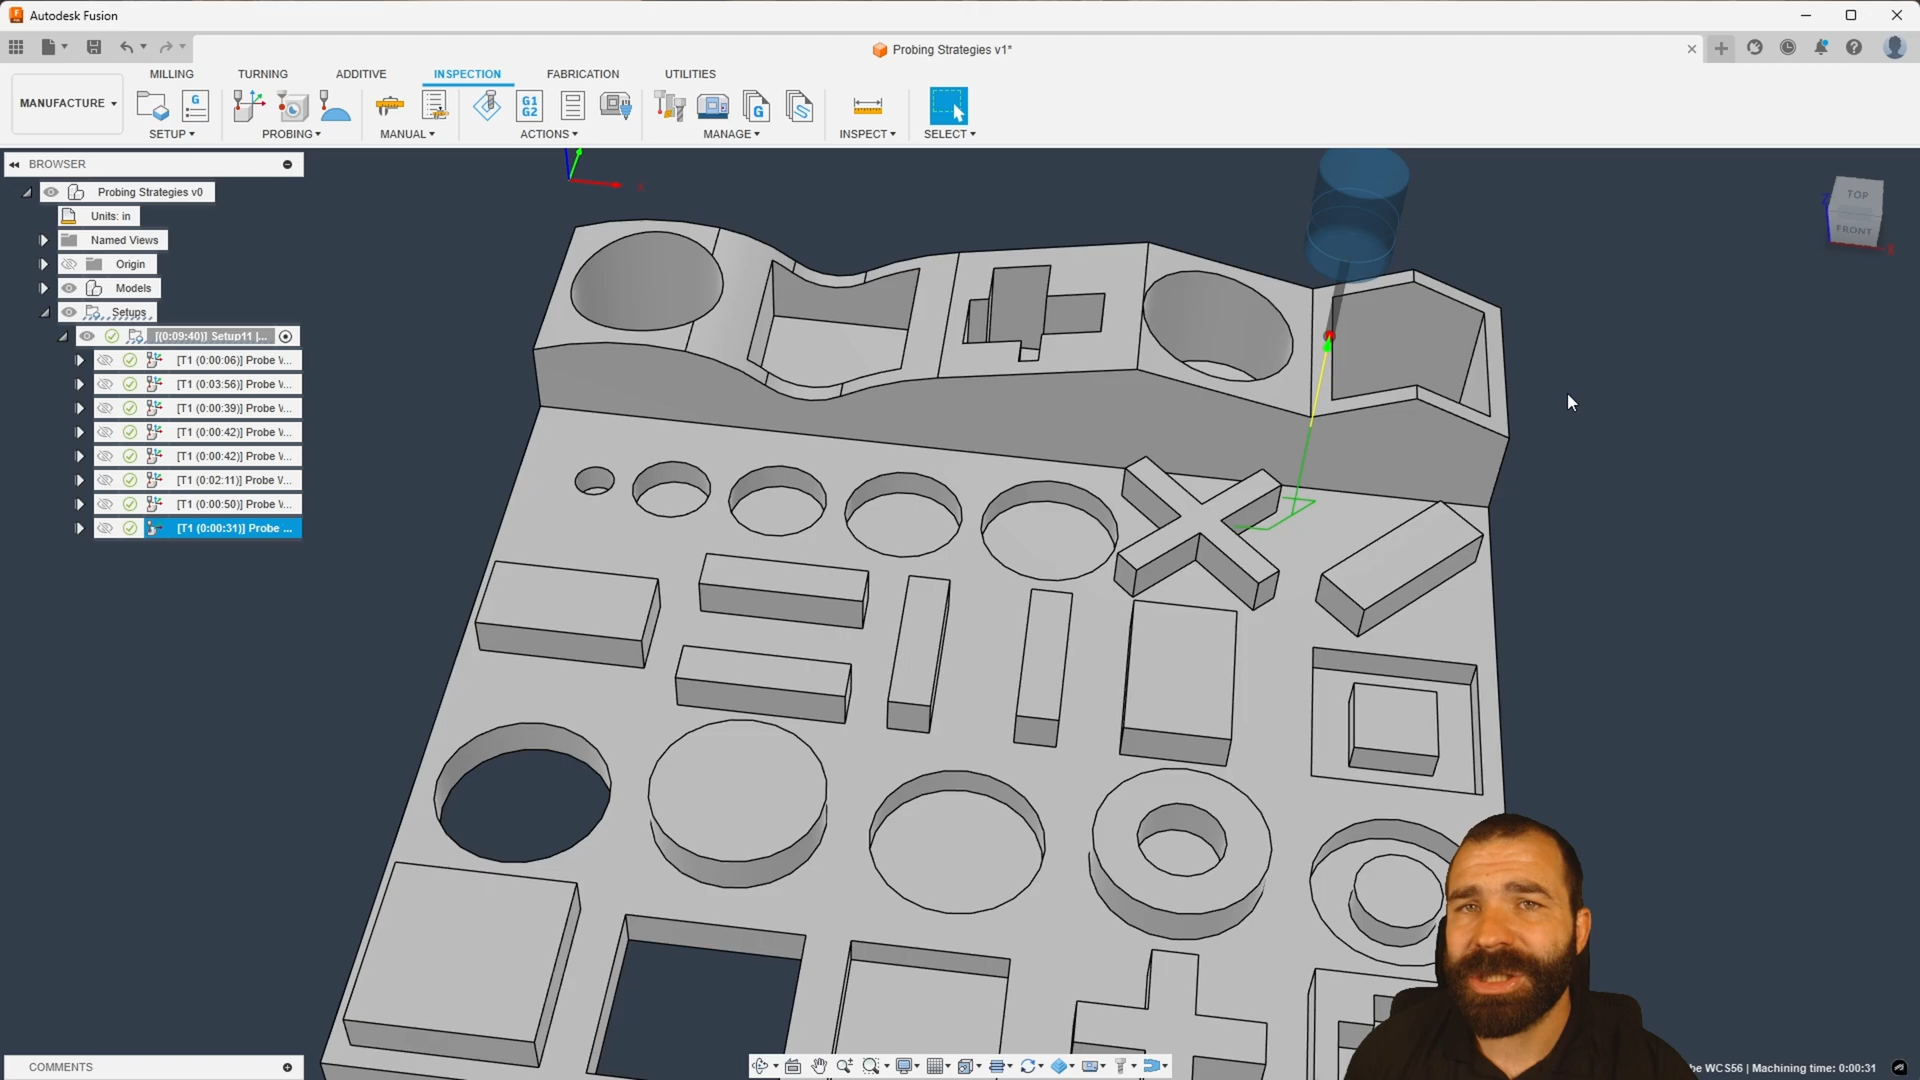 Autodesk Fusion
Probing Strategies v1*
MANUFACTURE
MILLING
TURNING
ADDITIVE
INSPECTION
FABRICATION
UTILITIES
G
G1
G2
G
SETUP
PROBING
MANUAL
ACTIONS
MANAGE
INSPECT
SELECT
BROWSER
Probing Strategies v0
Units: in
Named Views
Origin
Models
Setups
[(0:09:40)] Setup11 |...
[T1 (0:00:06)] Probe V...
[T1 (0:03:56)] Probe V...
[T1 (0:00:39)] Probe V...
[T1 (0:00:42)] Probe V...
[T1 (0:00:42)] Probe V...
[T1 (0:02:11)] Probe V...
[T1 (0:00:50)] Probe V...
[T1 (0:00:31)] Probe ...
X
TOP
FRONT
Z
X
COMMENTS
be WCS56 | Machining time: 0:00:31